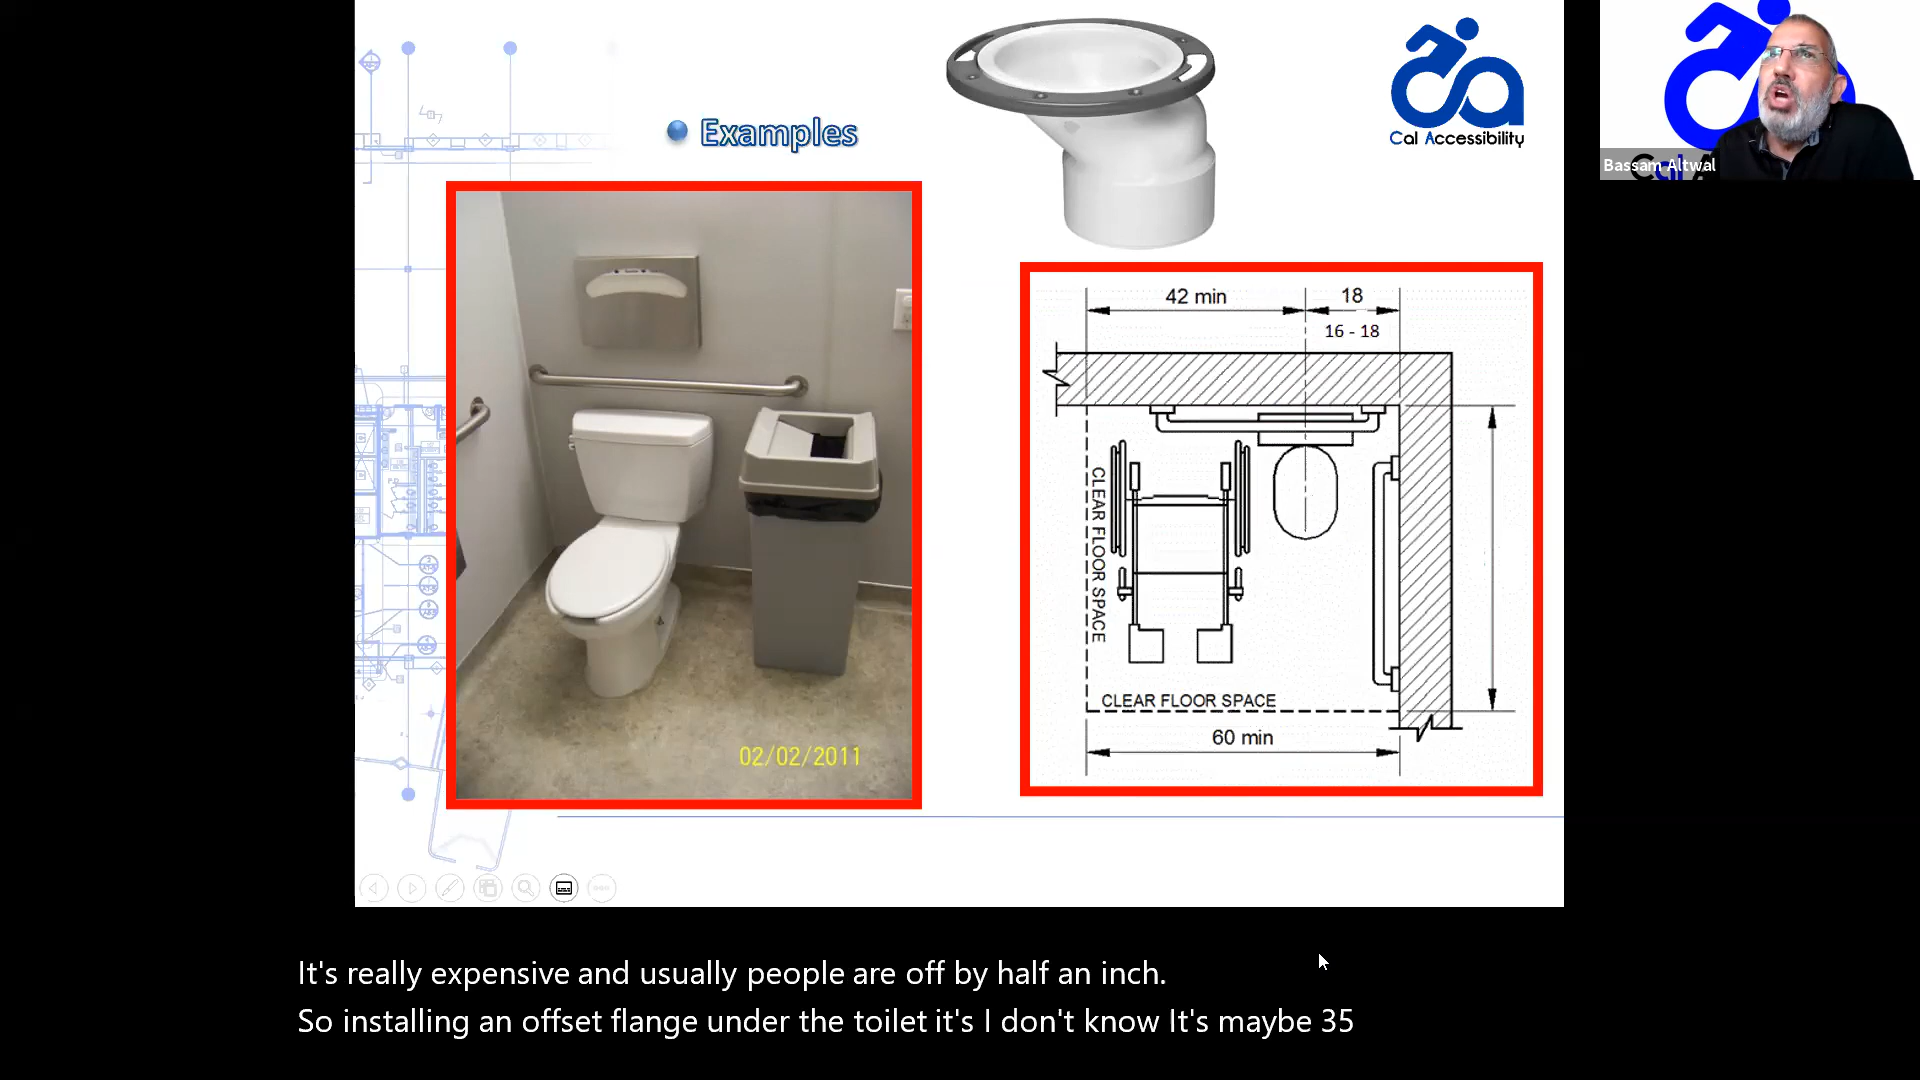 Examples
Cal Accessibility
Bassam Altwal
42 min
18
16 - 18
CLEAR FLOOR SPACE
CLEAR FLOOR SPACE
60 min
02/02/2011
It's really expensive and usually people are off by half an inch.
So installing an offset flange under the toilet it's I don't know It's maybe 35